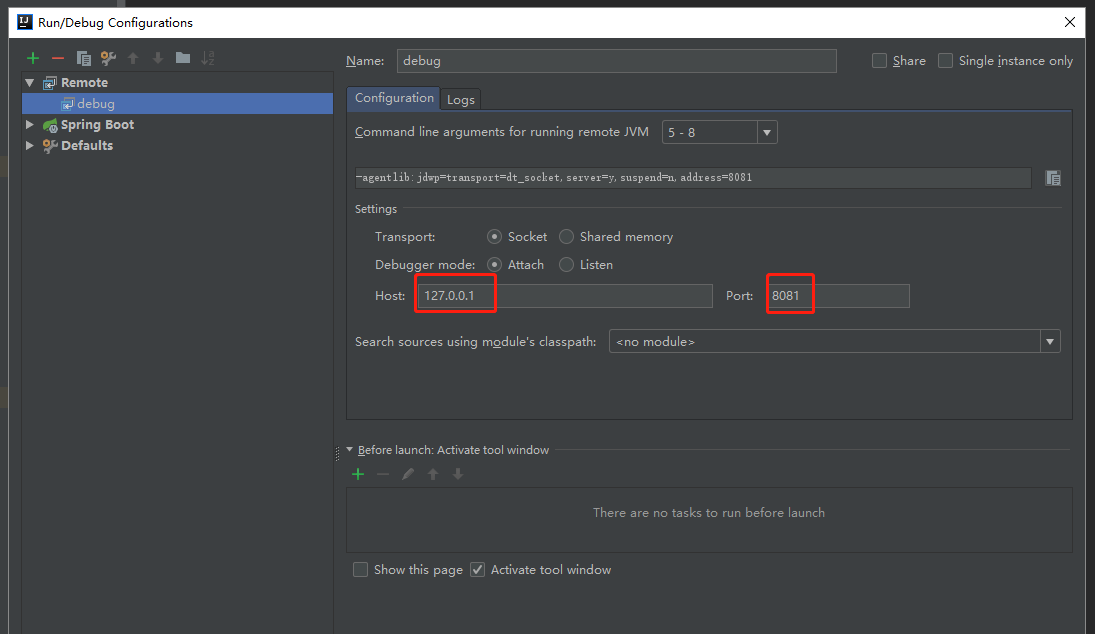 IJ Run/Debug Configurations
Name: debug Share Single instance only
Remote
debug
Spring Boot
Defaults
Configuration Logs
Command line arguments for running remote JVM 5 - 8
-agentlib:jdwp=transport=dt_socket,server=y,suspend=n,address=8081
Settings
Transport: Socket Shared memory
Debugger mode: Attach Listen
Host: 127.0.0.1 Port: 8081
Search sources using module's classpath: <no module>
Before launch: Activate tool window
There are no tasks to run before launch
Show this page Activate tool window